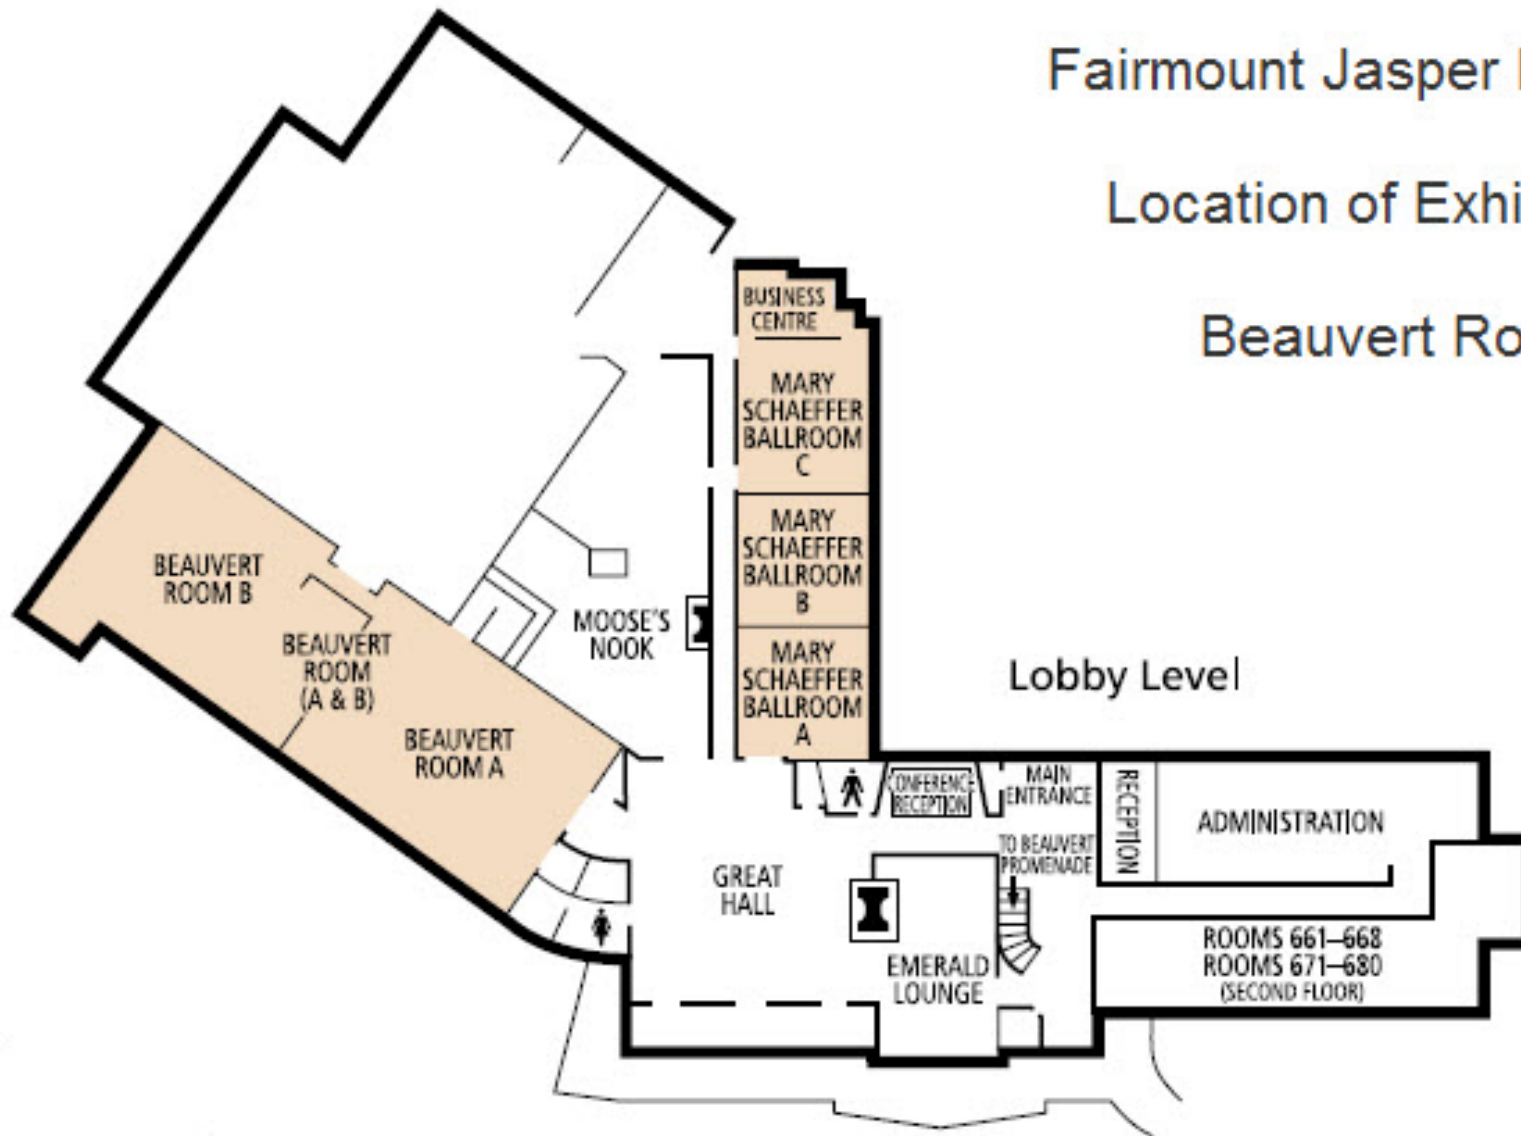 Fairmount Jasper
Location of Exhi
Beauvert Ro
BUSINESS
CENTRE
MARY
SCHAEFFER
BALLROOM
C
MARY
SCHAEFFER
BALLROOM
B
MARY
SCHAEFFER
BALLROOM
A
BEAUVERT
ROOM B
BEAUVERT
ROOM
(A & B)
BEAUVERT
ROOM A
MOOSE'S
NOOK
Lobby Level
CONFERENCE
RECEPTION
MAIN
ENTRANCE
RECEPTION
ADMINISTRATION
TO BEAUVERT
PROMENADE
GREAT
HALL
EMERALD
LOUNGE
ROOMS 661–668
ROOMS 671–680
(SECOND FLOOR)